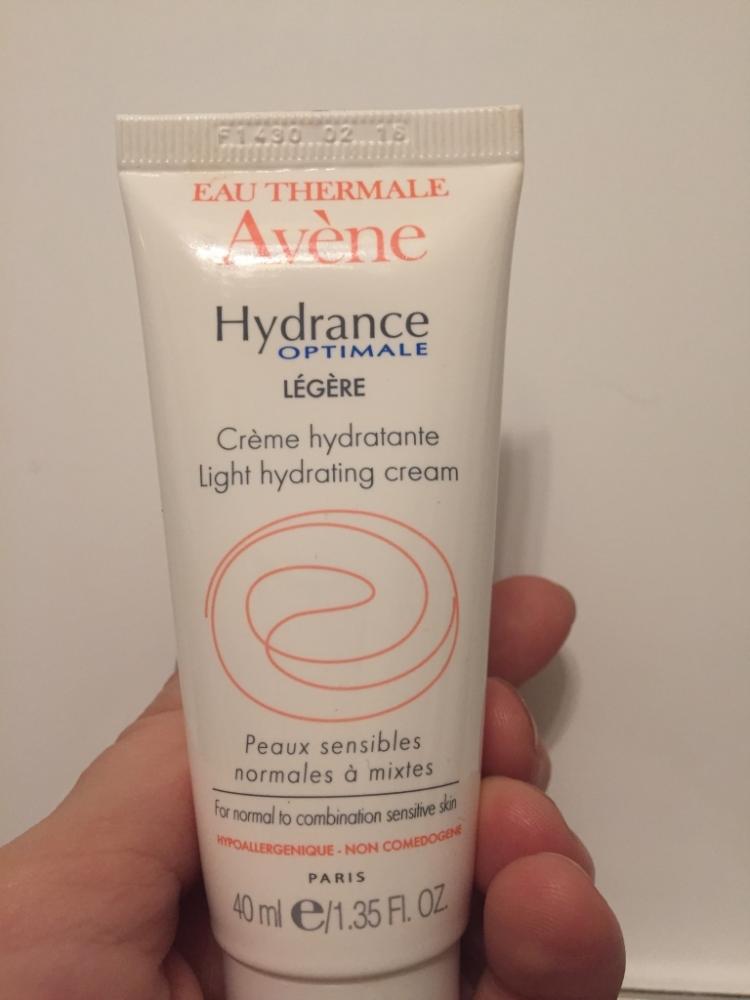 F1430 02 16
EAU THERMALE
Avène
Hydrance
OPTIMALE
LÉGÈRE
Crème hydratante
Light hydrating cream
Peaux sensibles
normales à mixtes
For normal to combination sensitive skin
HYPOALLERGENIQUE - NON COMEDOGENE
PARIS
40 ml e/1.35 Fl. OZ.